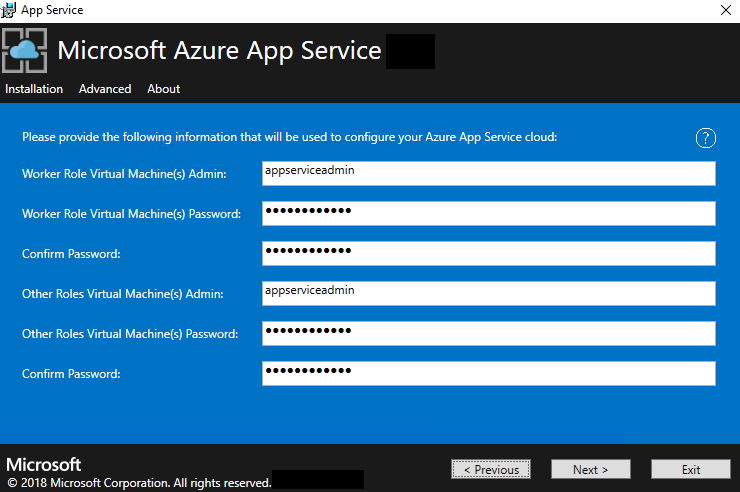 App Service
Microsoft Azure App Service
Installation Advanced About
Please provide the following information that will be used to configure your Azure App Service cloud:
?
Worker Role Virtual Machine(s) Admin: appserviceadmin
Worker Role Virtual Machine(s) Password: ●●●●●●●●●●●●
Confirm Password: ●●●●●●●●●●●●
Other Roles Virtual Machine(s) Admin: appserviceadmin
Other Roles Virtual Machine(s) Password: ●●●●●●●●●●●●
Confirm Password: ●●●●●●●●●●●●
Microsoft
© 2018 Microsoft Corporation. All rights reserved.
< Previous Next > Exit